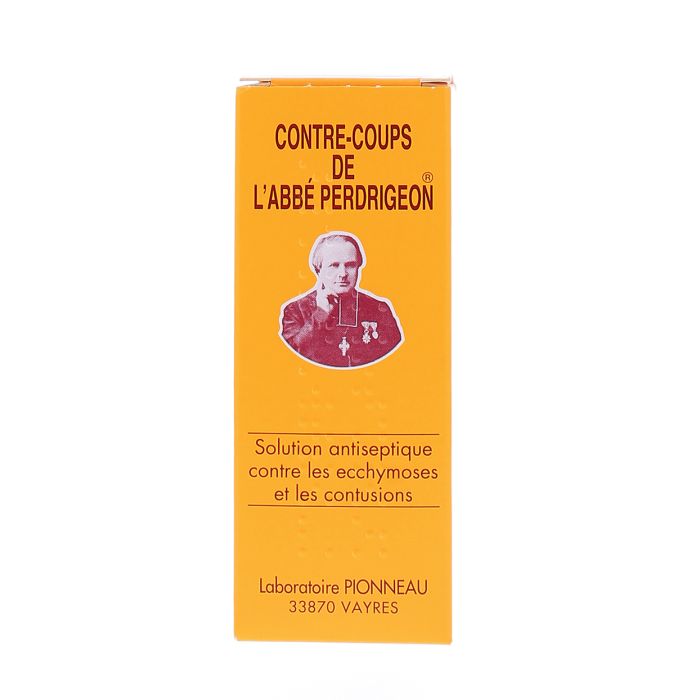 CONTRE-COUPS
DE
L'ABBÉ PERDRIGEON®
Solution antiseptique
contre les ecchymoses
et les contusions
Laboratoire PIONNEAU
33870 VAYRES